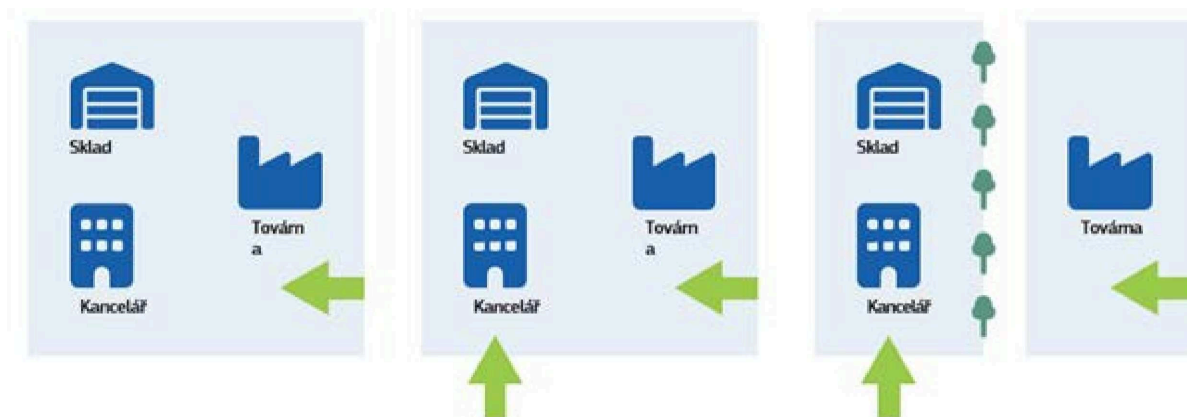 Sklad
Továrn
a
Kancelář
Sklad
Továrn
a
Kancelář
Sklad
Kancelář
Továrna